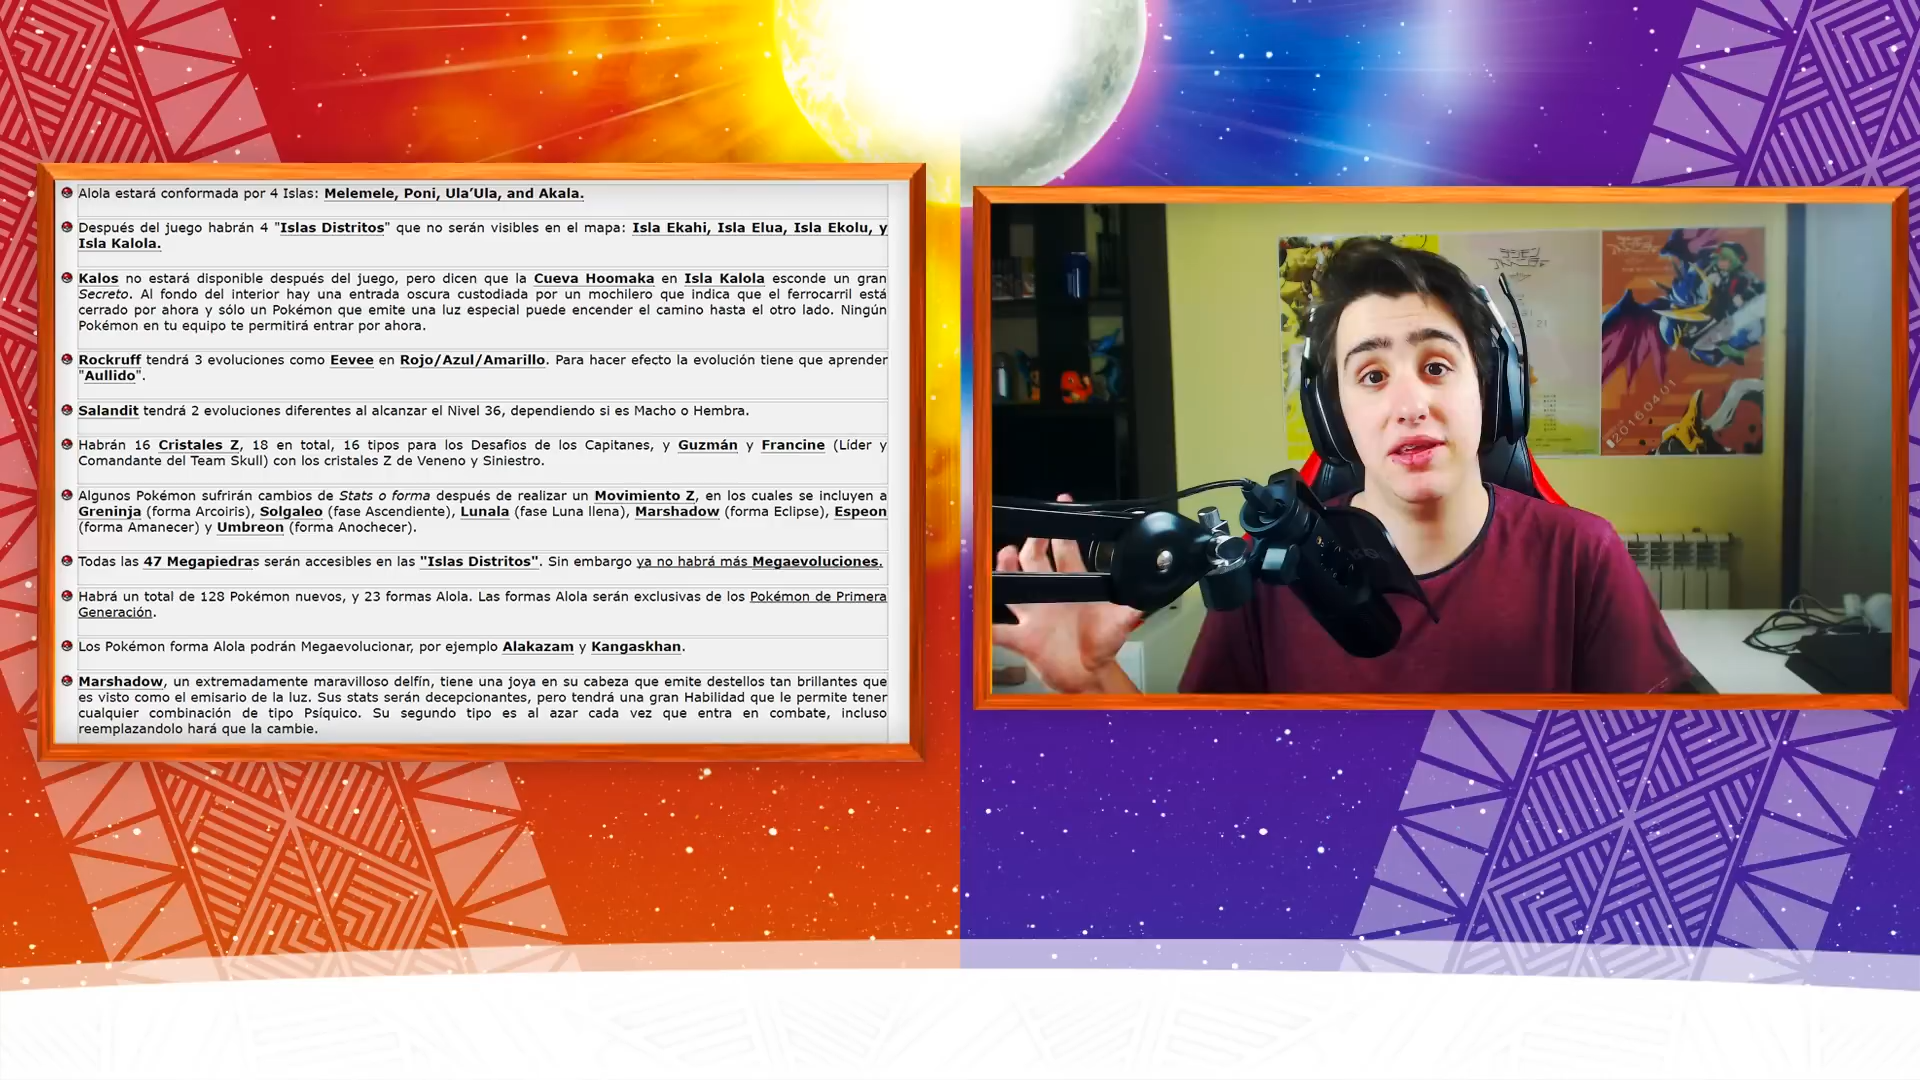 Alola estará conformada por 4 Islas: Melemele, Poni, Ula’Ula, and Akala.
Después del juego habrán 4 "Islas Distritos" que no serán visibles en el mapa: Isla Ekahi, Isla Elua, Isla Ekolu, y
Isla Kalola.
Kalos no estará disponible después del juego, pero dicen que la Cueva Hoomaka en Isla Kalola esconde un gran
Secreto. Al fondo del interior hay una entrada oscura custodiada por un mochilero que indica que el ferrocarril está
cerrado por ahora y sólo un Pokémon que emite una luz especial puede encender el camino hasta el otro lado. Ningún
Pokémon en tu equipo te permitirá entrar por ahora.
Rockruff tendrá 3 evoluciones como Eevee en Rojo/Azul/Amarillo. Para hacer efecto la evolución tiene que aprender
"Aullido".
Salandit tendrá 2 evoluciones diferentes al alcanzar el Nivel 36, dependiendo si es Macho o Hembra.
Habrán 16 Cristales Z, 18 en total, 16 tipos para los Desafios de los Capitanes, y Guzmán y Francine (Líder y
Comandante del Team Skull) con los cristales Z de Veneno y Siniestro.
Algunos Pokémon sufrirán cambios de Stats o forma después de realizar un Movimiento Z, en los cuales se incluyen a
Greninja (forma Arcoiris), Solgaleo (fase Ascendiente), Lunala (fase Luna llena), Marshadow (forma Eclipse), Espeon
(forma Amanecer) y Umbreon (forma Anochecer).
Todas las 47 Megapiedras serán accesibles en las "Islas Distritos". Sin embargo ya no habrá más Megaevoluciones.
Habrá un total de 128 Pokémon nuevos, y 23 formas Alola. Las formas Alola serán exclusivas de los Pokémon de Primera
Generación.
Los Pokémon forma Alola podrán Megaevolucionar, por ejemplo Alakazam y Kangaskhan.
Marshadow, un extremadamente maravilloso delfín, tiene una joya en su cabeza que emite destellos tan brillantes que
es visto como el emisario de la luz. Sus stats serán decepcionantes, pero tendrá una gran Habilidad que le permite tener
cualquier combinación de tipo Psíquico. Su segundo tipo es al azar cada vez que entra en combate, incluso
reemplazandolo hará que la cambie.
20160401